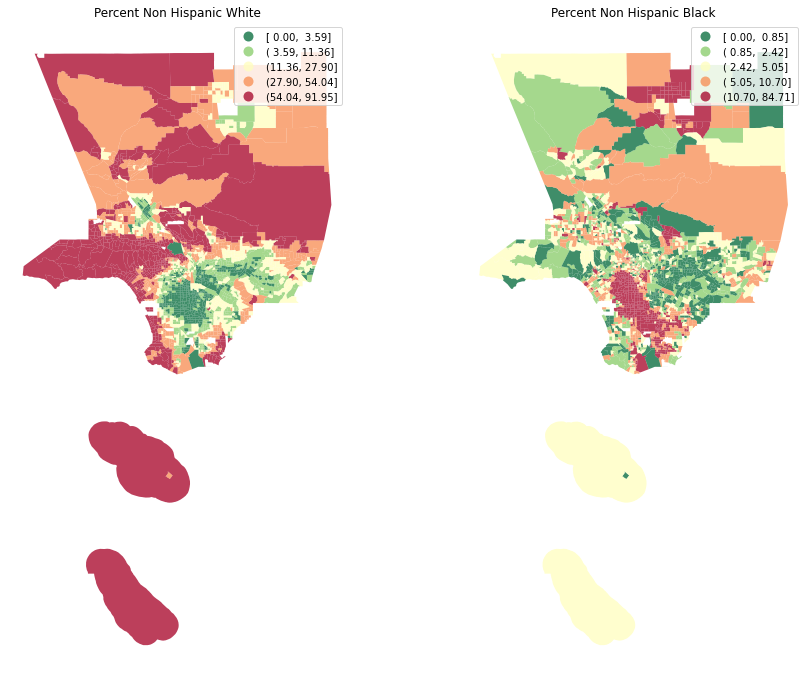 Percent Non Hispanic White
[ 0.00,  3.59]
( 3.59, 11.36]
(11.36, 27.90]
(27.90, 54.04]
(54.04, 91.95]
Percent Non Hispanic Black
[ 0.00,  0.85]
( 0.85,  2.42]
( 2.42,  5.05]
( 5.05, 10.70]
(10.70, 84.71]